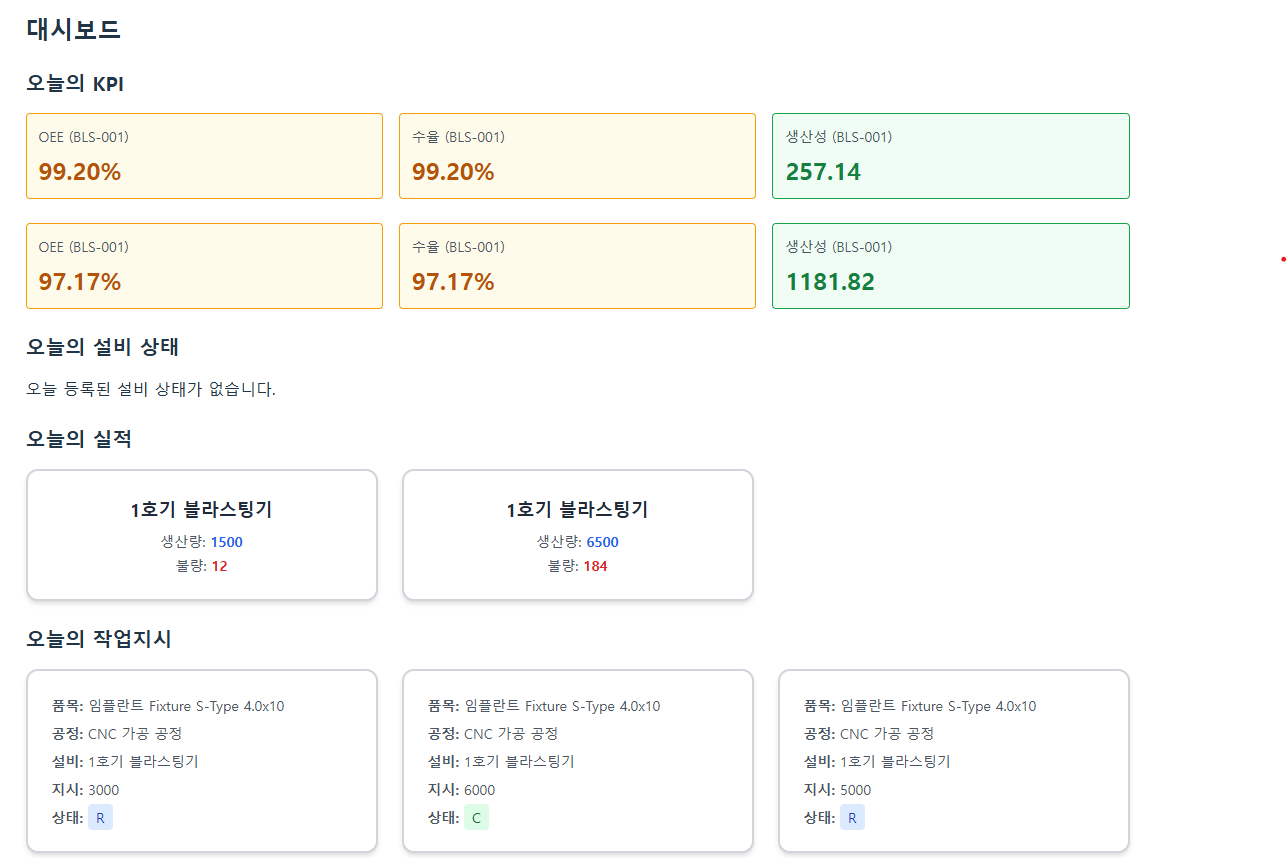 대시보드
오늘의 KPI
OEE (BLS-001)
99.20%
수율 (BLS-001)
99.20%
생산성 (BLS-001)
257.14
OEE (BLS-001)
97.17%
수율 (BLS-001)
97.17%
생산성 (BLS-001)
1181.82
오늘의 설비 상태
오늘 등록된 설비 상태가 없습니다.
오늘의 실적
1호기 블라스팅기
생산량: 1500
불량: 12
1호기 블라스팅기
생산량: 6500
불량: 184
오늘의 작업지시
품목: 임플란트 Fixture S-Type 4.0x10
공정: CNC 가공 공정
설비: 1호기 블라스팅기
지시: 3000
상태: R
품목: 임플란트 Fixture S-Type 4.0x10
공정: CNC 가공 공정
설비: 1호기 블라스팅기
지시: 6000
상태: C
품목: 임플란트 Fixture S-Type 4.0x10
공정: CNC 가공 공정
설비: 1호기 블라스팅기
지시: 5000
상태: R